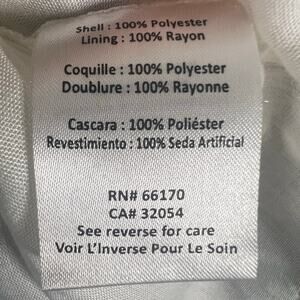 Shell : 100% Polyester
Lining : 100% Rayon
Coquille : 100% Polyester
Doublure : 100% Rayonne
Cascara : 100% Poliéster
Revestimiento : 100% Seda Artificial
RN# 66170
CA# 32054
See reverse for care
Voir L'Inverse Pour Le Soin